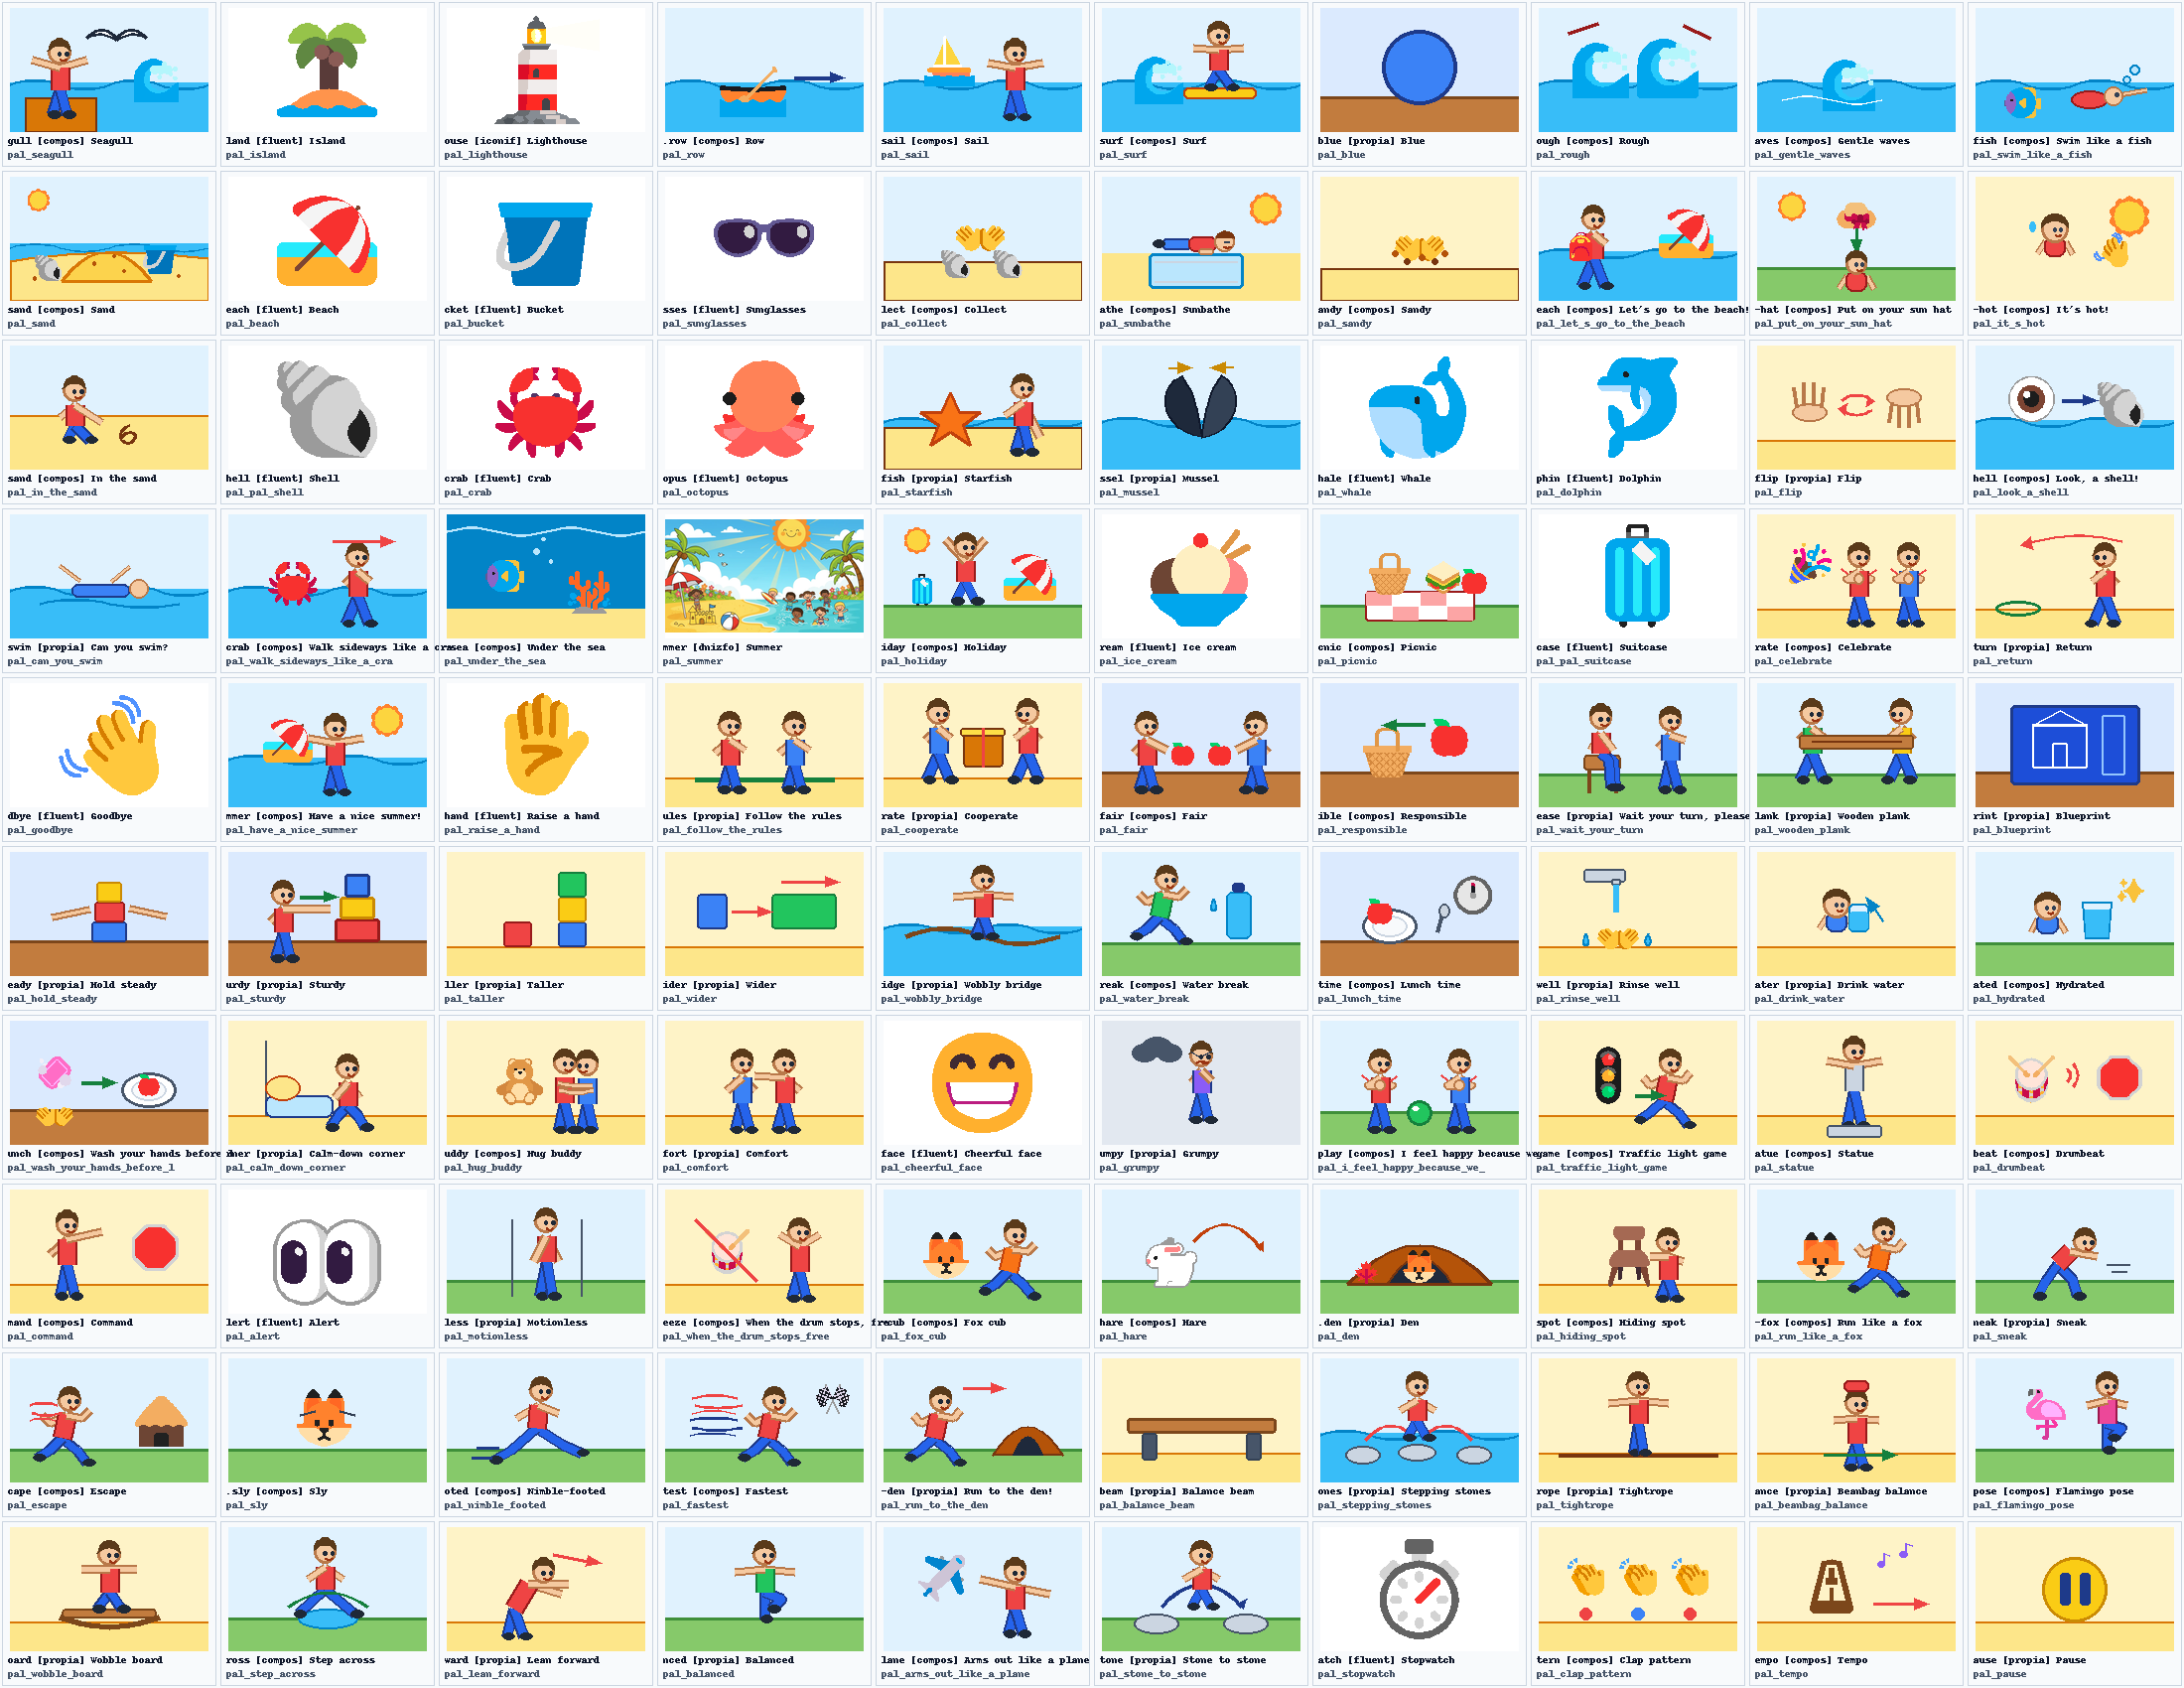 gull [compos] Seagull
pal_seagull
land [fluent] Island
pal_island
ouse [iconif] Lighthouse
pal_lighthouse
.row [compos] Row
pal_row
sail [compos] Sail
pal_sail
surf [compos] Surf
pal_surf
blue [propia] Blue
pal_blue
ough [compos] Rough
pal_rough
aves [compos] Gentle waves
pal_gentle_waves
fish [compos] Swim like a fish
pal_swim_like_a_fish
sand [compos] Sand
pal_sand
each [fluent] Beach
pal_beach
cket [fluent] Bucket
pal_bucket
sses [fluent] Sunglasses
pal_sunglasses
lect [propia] Collect
pal_collect
athe [compos] Sunbathe
pal_sunbathe
andy [compos] Sandy
pal_sandy
each [compos] Let's go to the beach!
pal_let_s_go_to_the_beach
-hat [compos] Put on your sun hat
pal_put_on_your_sun_hat
-hot [compos] It's hot!
pal_it_s_hot
sand [compos] In the sand
pal_in_the_sand
hell [fluent] Shell
pal_pal_shell
crab [fluent] Crab
pal_crab
opus [fluent] Octopus
pal_octopus
fish [propia] Starfish
pal_starfish
ssel [propia] Mussel
pal_mussel
hale [fluent] Whale
pal_whale
phin [fluent] Dolphin
pal_dolphin
flip [propia] Flip
pal_flip
hell [compos] Look, a shell!
pal_look_a_shell
swim [propia] Can you swim?
pal_can_you_swim
crab [compos] Walk sideways like a cra
pal_walk_sideways_like_a_cra
sea [compos] Under the sea
pal_under_the_sea
mmer [dnizfo] Summer
pal_summer
iday [compos] Holiday
pal_holiday
ream [fluent] Ice cream
pal_ice_cream
cnic [compos] Picnic
pal_picnic
case [fluent] Suitcase
pal_pal_suitcase
rate [compos] Celebrate
pal_celebrate
turn [propia] Return
pal_return
dbye [fluent] Goodbye
pal_goodbye
mmer [compos] Have a nice summer!
pal_have_a_nice_summer
hand [fluent] Raise a hand
pal_raise_a_hand
ules [propia] Follow the rules
pal_follow_the_rules
rate [propia] Cooperate
pal_cooperate
fair [compos] Fair
pal_fair
ible [compos] Responsible
pal_responsible
ease [propia] Wait your turn, please
pal_wait_your_turn
lank [propia] Wooden plank
pal_wooden_plank
rint [propia] Blueprint
pal_blueprint
eady [propia] Hold steady
pal_hold_steady
urdy [propia] Sturdy
pal_sturdy
ller [propia] Taller
pal_taller
ider [propia] Wider
pal_wider
idge [propia] Wobbly bridge
pal_wobbly_bridge
reak [compos] Water break
pal_water_break
time [compos] Lunch time
pal_lunch_time
well [propia] Rinse well
pal_rinse_well
ater [propia] Drink water
pal_drink_water
ated [compos] Hydrated
pal_hydrated
unch [compos] Wash your hands before
pal_wash_your_hands_before_l
ner [propia] Calm-down corner
pal_calm_down_corner
uddy [compos] Hug buddy
pal_hug_buddy
fort [propia] Comfort
pal_comfort
face [fluent] Cheerful face
pal_cheerful_face
umpy [propia] Grumpy
pal_grumpy
play [compos] I feel happy because we
pal_i_feel_happy_because_we_
game [compos] Traffic light game
pal_traffic_light_game
atue [compos] Statue
pal_statue
beat [compos] Drumbeat
pal_drumbeat
mand [compos] Command
pal_command
lert [fluent] Alert
pal_alert
less [propia] Motionless
pal_motionless
eeze [compos] When the drum stops, fre
pal_when_the_drum_stops_free
cub [compos] Fox cub
pal_fox_cub
hare [compos] Hare
pal_hare
.den [propia] Den
pal_den
spot [compos] Hiding spot
pal_hiding_spot
-fox [compos] Run like a fox
pal_run_like_a_fox
neak [propia] Sneak
pal_sneak
cape [compos] Escape
pal_escape
.sly [compos] Sly
pal_sly
oted [compos] Nimble-footed
pal_nimble_footed
test [compos] Fastest
pal_fastest
-den [propia] Run to the den!
pal_run_to_the_den
beam [propia] Balance beam
pal_balance_beam
ones [propia] Stepping stones
pal_stepping_stones
rope [propia] Tightrope
pal_tightrope
ance [propia] Beanbag balance
pal_beanbag_balance
pose [compos] Flamingo pose
pal_flamingo_pose
oard [propia] Wobble board
pal_wobble_board
ross [compos] Step across
pal_step_across
ward [propia] Lean forward
pal_lean_forward
nced [propia] Balanced
pal_balanced
lane [compos] Arms out like a plane
pal_arms_out_like_a_plane
tone [propia] Stone to stone
pal_stone_to_stone
atch [fluent] Stopwatch
pal_stopwatch
tern [compos] Clap pattern
pal_clap_pattern
empo [compos] Tempo
pal_tempo
ause [propia] Pause
pal_pause